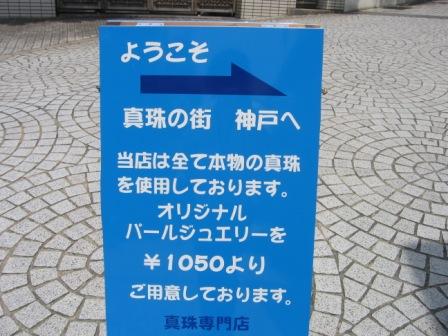 ようこそ
真珠の街　神戸へ
当店は全て本物の真珠
を使用しております。
オリジナル
パールジュエリーを
￥1050より
ご用意しております。
真珠専門店